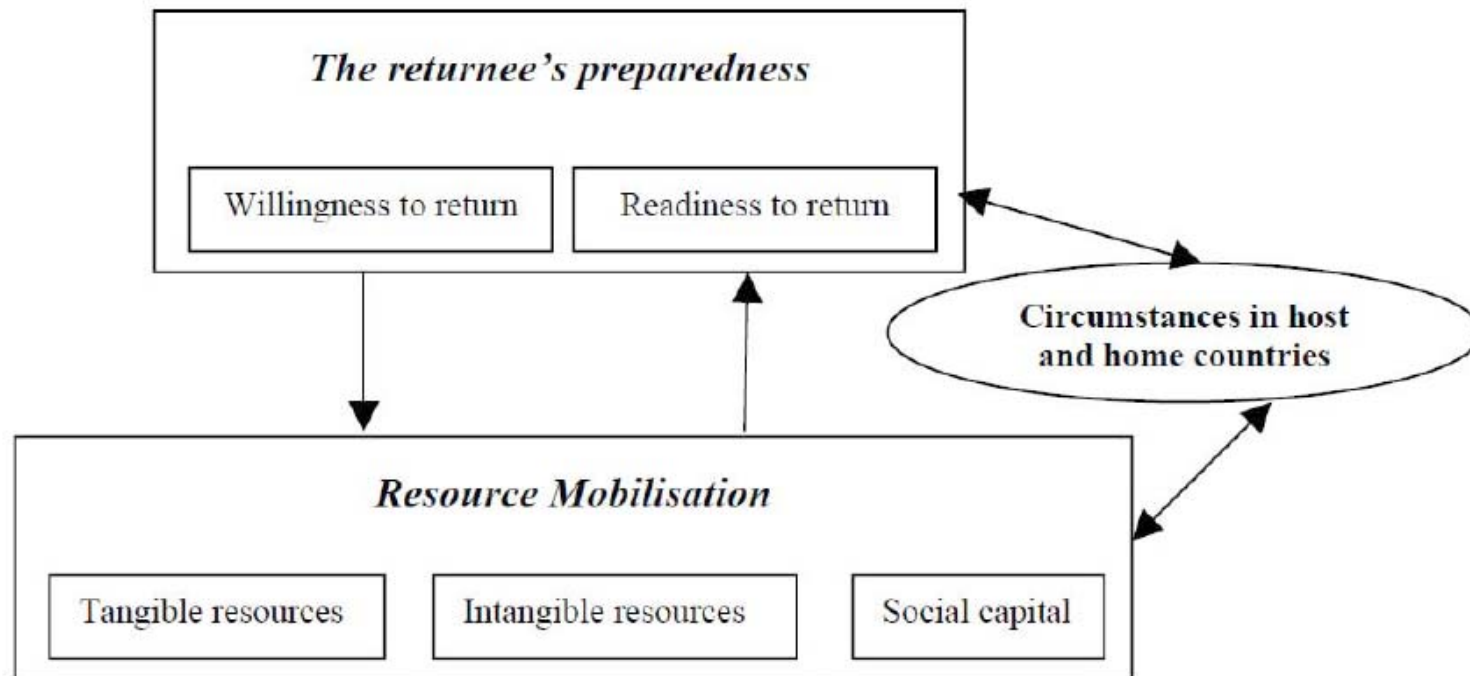 The returnee’s preparedness
Willingness to return
Readiness to return
Circumstances in host
and home countries
Resource Mobilisation
Tangible resources
Intangible resources
Social capital